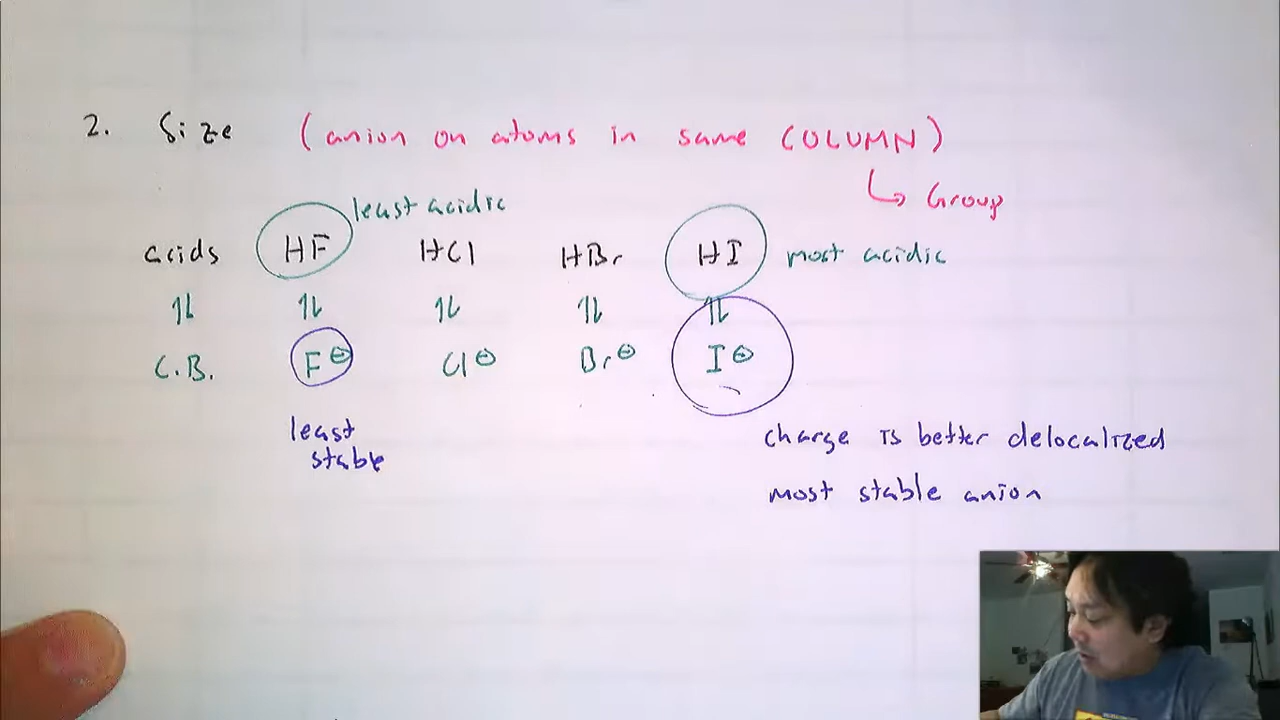 2. Size (anion on atoms in same COLUMN)
↳ Group
least acidic
acids HF HCl HBr HI most acidic
⇌ ⇌ ⇌ ⇌ ⇌
C.B. F⊖ Cl⊖ Br⊖ I⊖
least
stable
charge is better delocalized
most stable anion